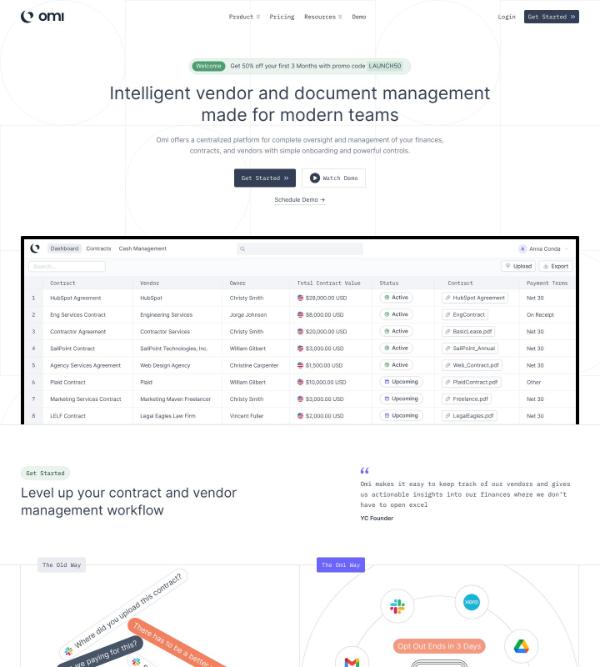 omi
Product Pricing Resources Demo
Login Get Started »
Welcome Get 50% off your first 3 Months with promo code LAUNCH50
Intelligent vendor and document management
made for modern teams
Omi offers a centralized platform for complete oversight and management of your finances,
contracts, and vendors with simple onboarding and powerful controls.
Get Started » Watch Demo
Schedule Demo →
Dashboard Contracts Cash Management Anna Conda
Search... Upload Export
Contract Vendor Owner Total Contract Value Status Contract Payment Terms
1 HubSpot Agreement HubSpot Christy Smith $28,000.00 USD Active HubSpot Agreement Net 30
2 Eng Services Contract Engineering Services Jorge Johnson $8,000.00 USD Active EngContract On Receipt
3 Contractor Agreement Contractor Services Christy Smith $20,000.00 USD Active BasicLease.pdf Net 30
4 SailPoint Contract SailPoint Technologies, Inc. William Gilbert $3,000.00 USD Active SailPoint_Annual Net 30
5 Agency Services Agreement Web Design Agency Christine Carpenter $1,500.00 USD Active Web_Contract.pdf Net 30
6 Plaid Contract Plaid William Gilbert $10,000.00 USD Upcoming PlaidContract.pdf Other
7 Marketing Services Contract Marketing Maven Freelancer Christy Smith $3,000.00 USD Upcoming Freelance.pdf Net 30
8 LELF Contract Legal Eagles Law Firm Vincent Fuller $2,000.00 USD Upcoming LegalEagles.pdf Net 30
Get Started
Level up your contract and vendor
management workflow
“
Omi makes it easy to keep track of our vendors and gives
us actionable insights into our finances where we don't
have to open excel
YC Founder
The Old Way
The Omi Way
Where did you upload this contract?
There has to be a better
are paying for this?
xero
Opt Out Ends in 3 Days